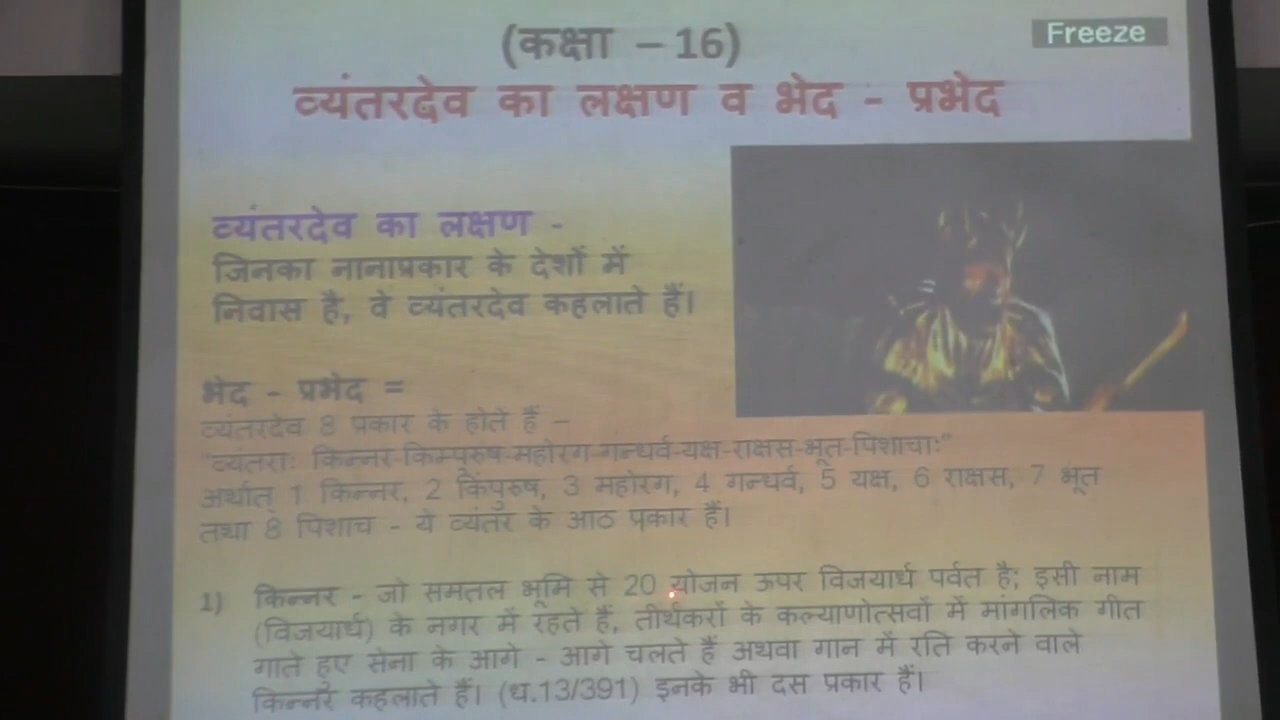 (कक्षा – 16)
Freeze
व्यंतरदेव का लक्षण व भेद - प्रभेद
व्यंतरदेव का लक्षण -
जिनका नानाप्रकार के देशों में
निवास है, वे व्यंतरदेव कहलाते हैं।
भेद - प्रभेद =
व्यंतरदेव 8 प्रकार के होते हैं –
"व्यंतराः किन्नर-किम्पुरुष-महोरग-गन्धर्व-यक्ष-राक्षस-भूत-पिशाचाः"
अर्थात् 1 किन्नर, 2 किंपुरुष, 3 महोरग, 4 गन्धर्व, 5 यक्ष, 6 राक्षस, 7 भूत
तथा 8 पिशाच - ये व्यंतर के आठ प्रकार हैं।
1) किन्नर - जो समतल भूमि से 20 योजन ऊपर विजयार्ध पर्वत है; इसी नाम
(विजयार्ध) के नगर में रहते हैं, तीर्थकरों के कल्याणोत्सवों में मांगलिक गीत
गाते हुए सेना के आगे - आगे चलते हैं अथवा गान में रति करने वाले
किन्नर कहलाते हैं। (ध.13/391) इनके भी दस प्रकार हैं।